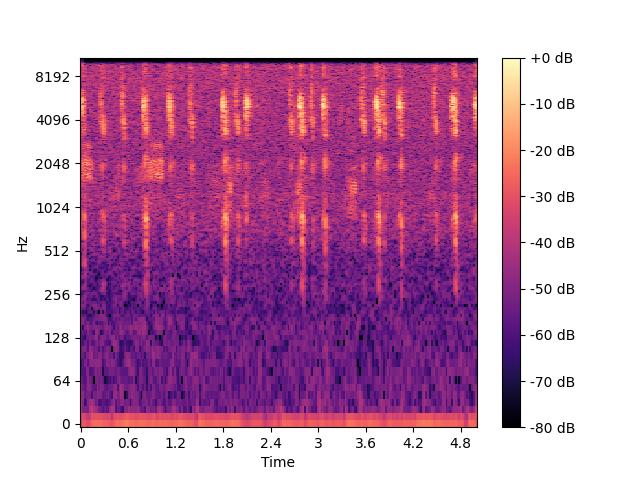 8192
4096
2048
1024
512
256
128
64
0
Hz
0 0.6 1.2 1.8 2.4 3 3.6 4.2 4.8
Time
+0 dB
-10 dB
-20 dB
-30 dB
-40 dB
-50 dB
-60 dB
-70 dB
-80 dB